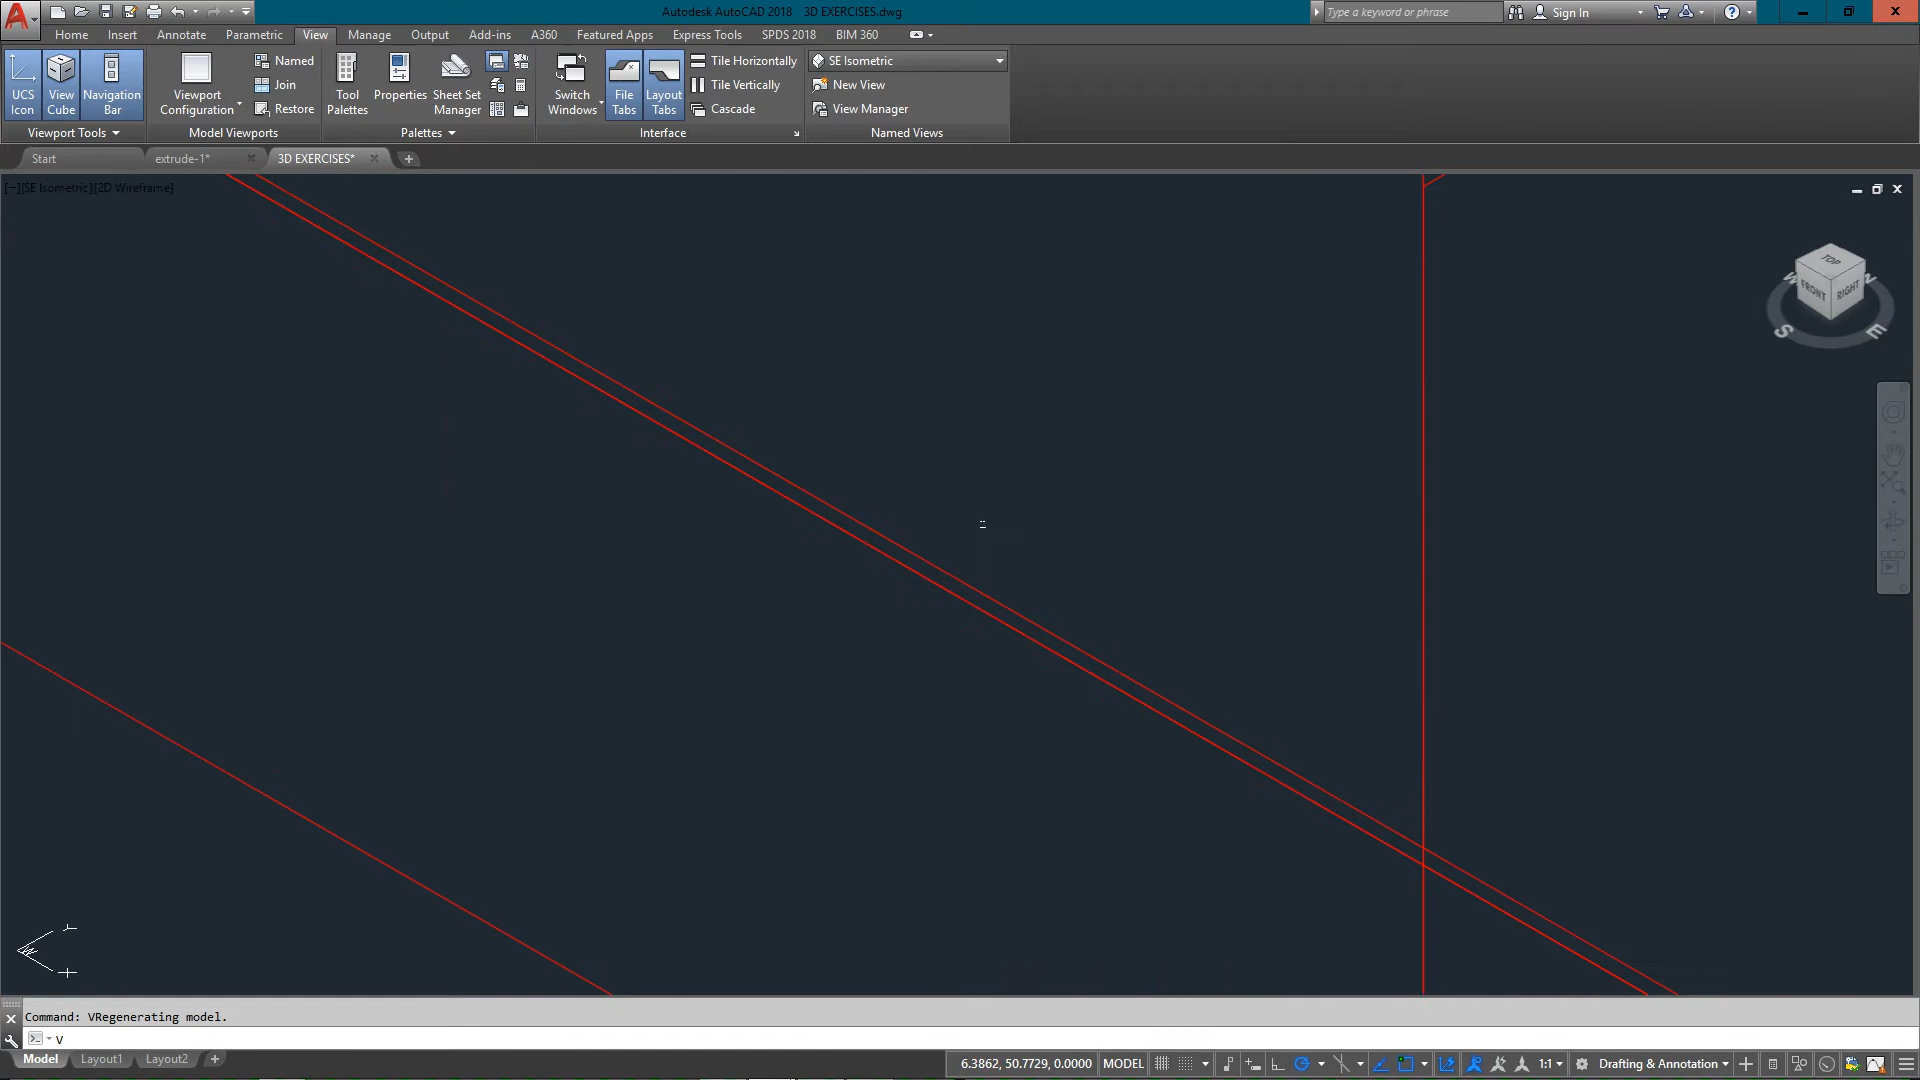 Autodesk AutoCAD 2018   3D EXERCISES.dwg
Type a keyword or phrase
Sign In
Home
Insert
Annotate
Parametric
View
Manage
Output
Add-ins
A360
Featured Apps
Express Tools
SPDS 2018
BIM 360
UCS
Icon
View
Cube
Navigation
Bar
Viewport Tools
Viewport
Configuration
Named
Join
Restore
Model Viewports
Tool
Palettes
Properties
Sheet Set
Manager
Palettes
Switch
Windows
File
Tabs
Layout
Tabs
Tile Horizontally
Tile Vertically
Cascade
Interface
SE Isometric
New View
View Manager
Named Views
Start
extrude-1*
3D EXERCISES*
[−][SE Isometric][2D Wireframe]
TOP
FRONT
RIGHT
W
N
S
E
Command: VRegenerating model.
V
Model
Layout1
Layout2
6.3862, 50.7729, 0.0000
MODEL
1:1
Drafting & Annotation